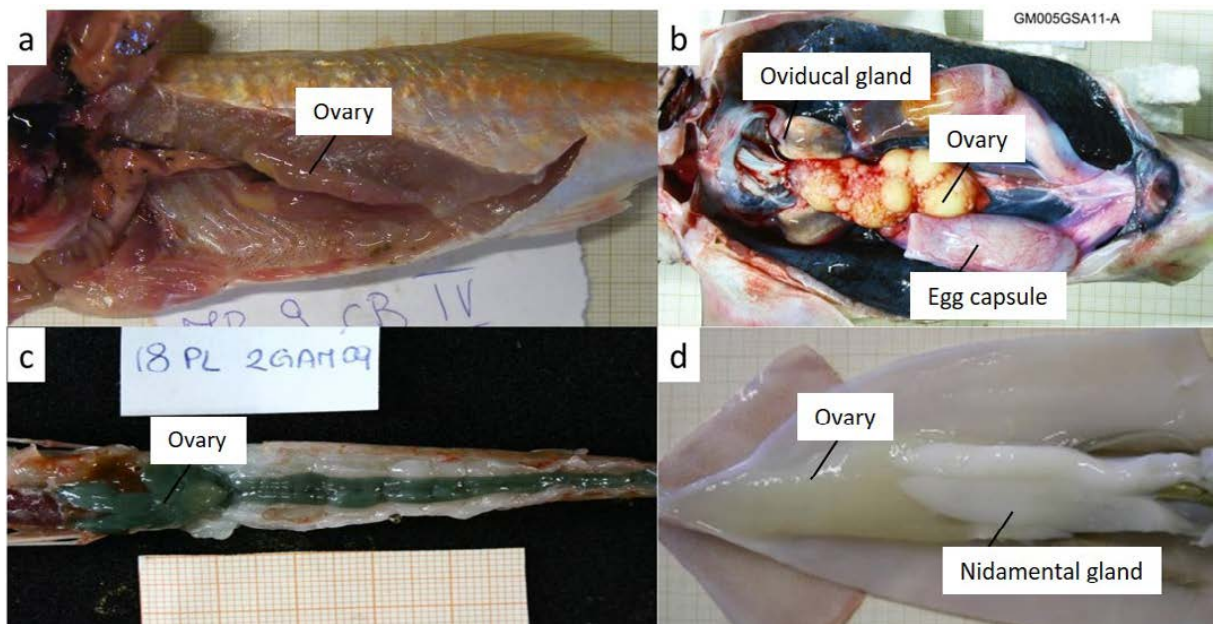 a
Ovary
b
GM005GSA11-A
Oviducal gland
Ovary
Egg capsule
c
18 PL 2GAM09
Ovary
d
Ovary
Nidamental gland